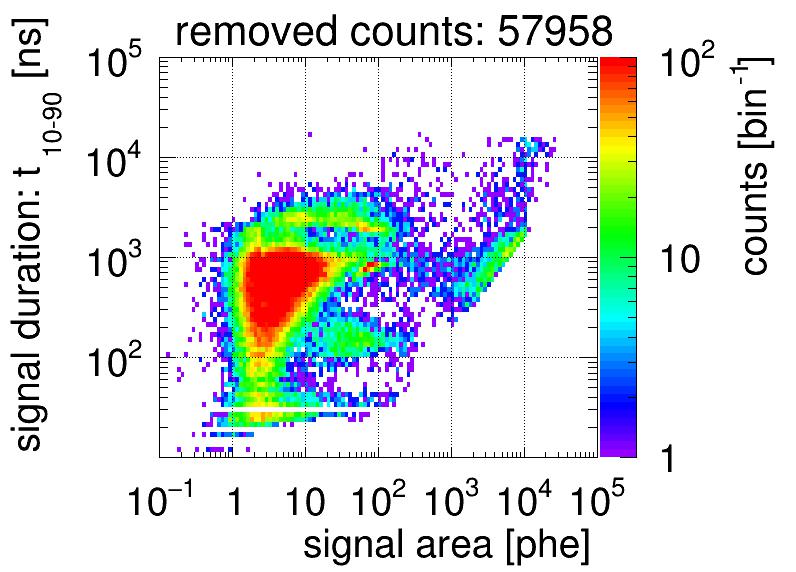 removed counts: 57958
signal duration: t 10-90 [ns]
10^5
10^4
10^3
10^2
10^-1 1 10 10^2 10^3 10^4 10^5
signal area [phe]
10^2
10
1
counts [bin^-1]